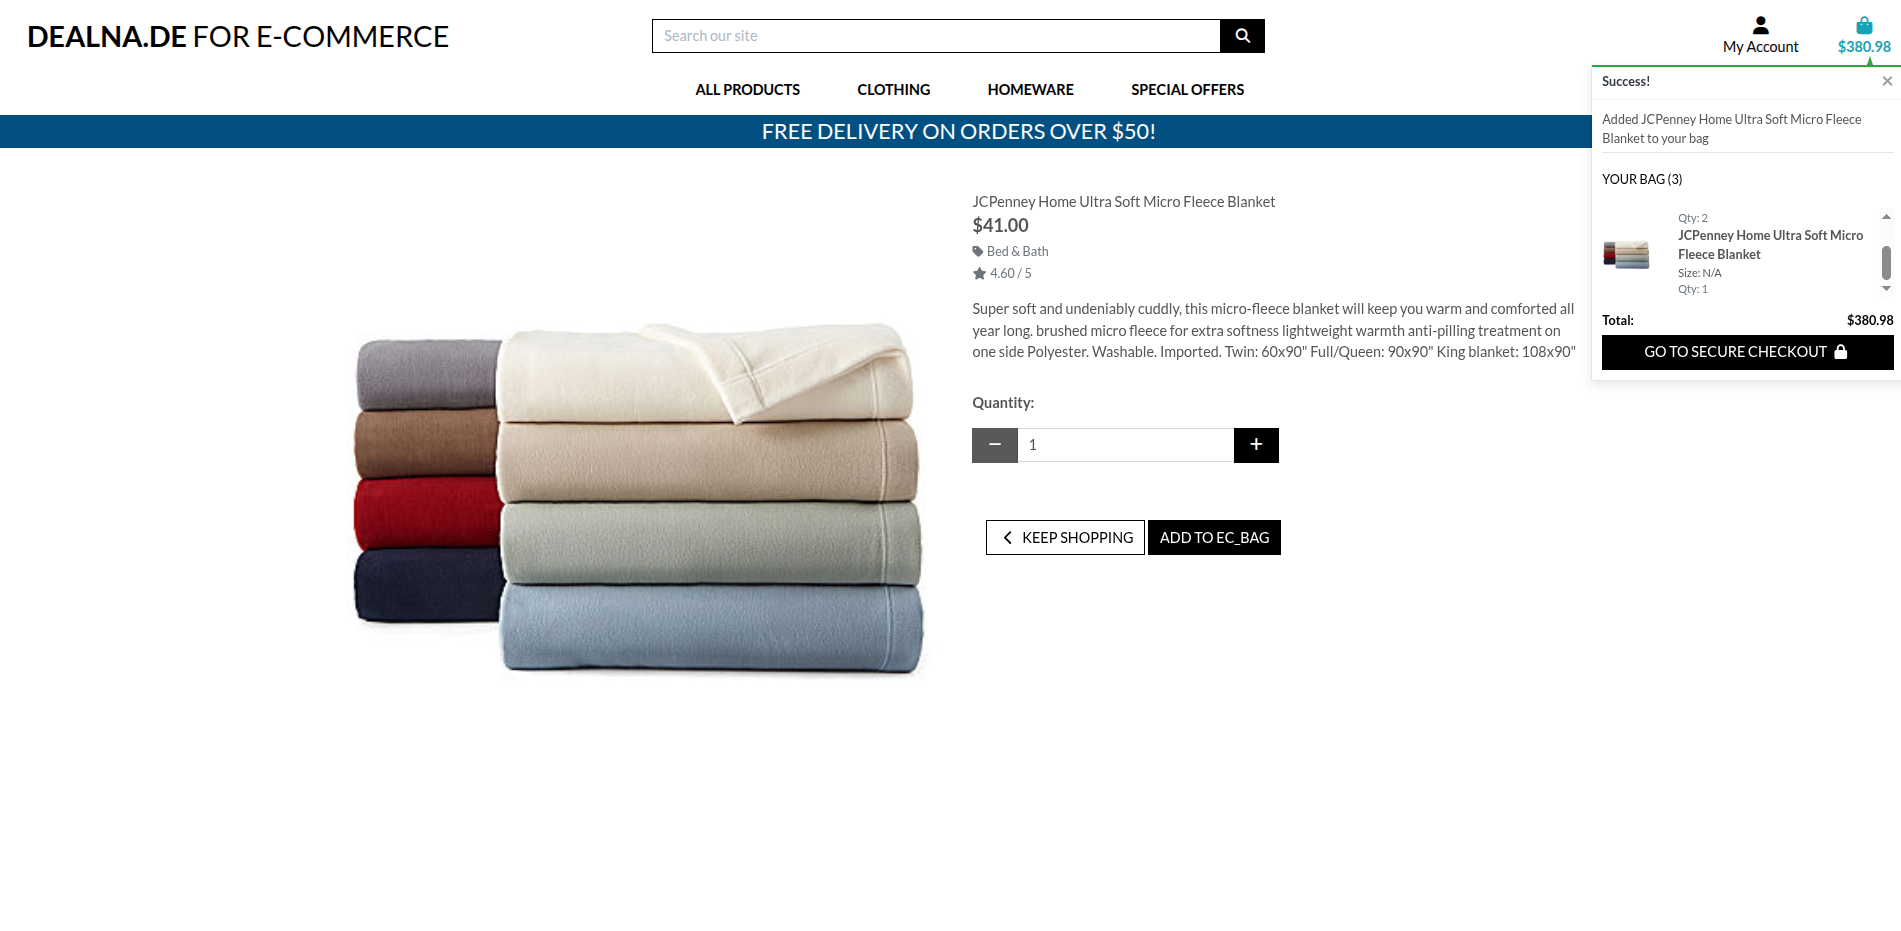 DEALNA.DE FOR E-COMMERCE
Search our site
My Account
$380.98
ALL PRODUCTS
CLOTHING
HOMEWARE
SPECIAL OFFERS
FREE DELIVERY ON ORDERS OVER $50!
Success!
Added JCPenney Home Ultra Soft Micro Fleece
Blanket to your bag
YOUR BAG (3)
Qty: 2
JCPenney Home Ultra Soft Micro
Fleece Blanket
Size: N/A
Qty: 1
Total:
$380.98
GO TO SECURE CHECKOUT
JCPenney Home Ultra Soft Micro Fleece Blanket
$41.00
Bed & Bath
4.60 / 5
Super soft and undeniably cuddly, this micro-fleece blanket will keep you warm and comforted all
year long. brushed micro fleece for extra softness lightweight warmth anti-pilling treatment on
one side Polyester. Washable. Imported. Twin: 60x90" Full/Queen: 90x90" King blanket: 108x90"
Quantity:
1
KEEP SHOPPING
ADD TO EC_BAG